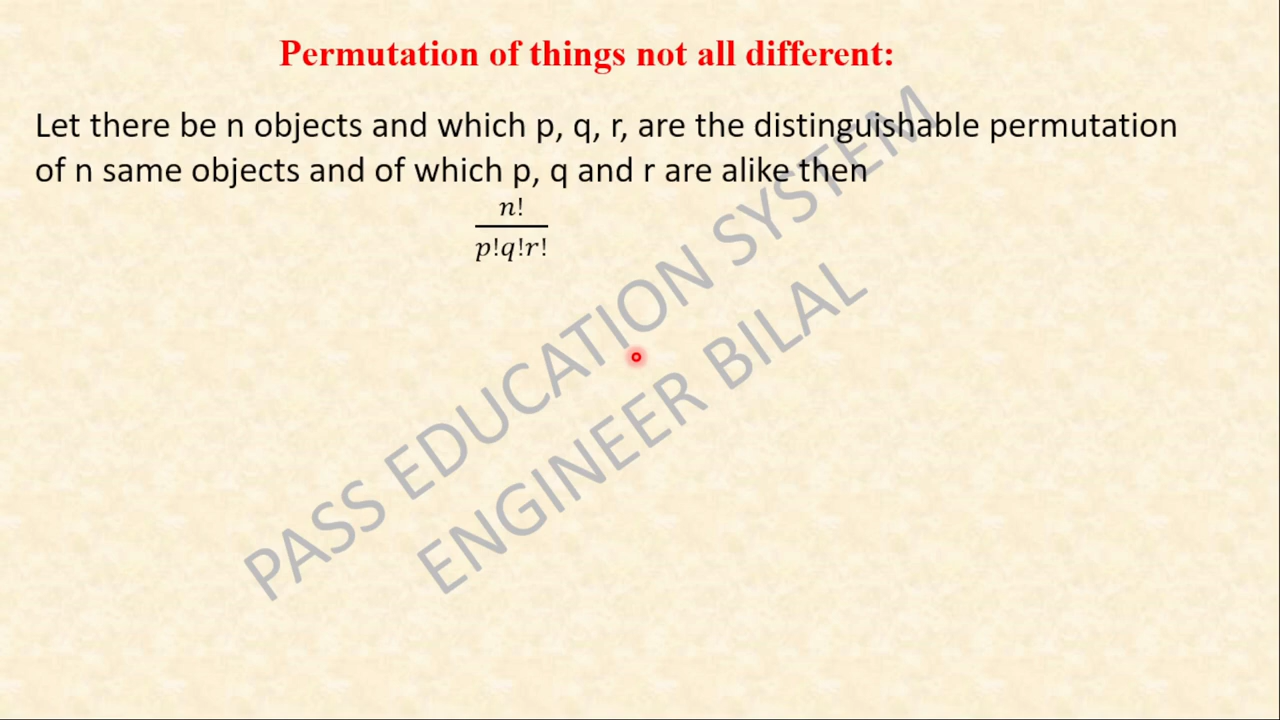 Permutation of things not all different:
Let there be n objects and which p, q, r, are the distinguishable permutation
of n same objects and of which p, q and r are alike then
n!
p!q!r!
PASS EDUCATION SYSTEM
ENGINEER BILAL